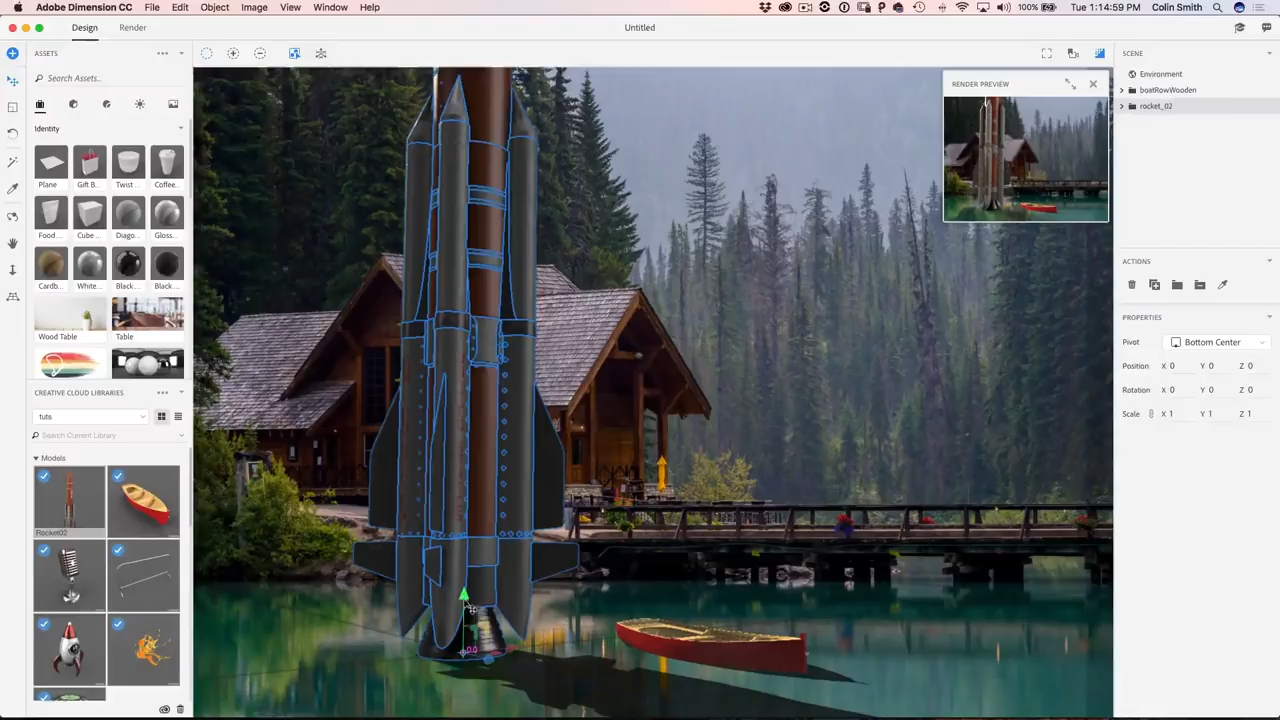 Adobe Dimension CC File Edit Object Image View Window Help 100% Tue 1:14:59 PM Colin Smith
Design Render Untitled
ASSETS
Search Assets..
Identity
Plane Gift B... Twist ... Coffee...
Food ... Cube ... Diago... Gloss...
Cardb... White... Black ... Black ...
Wood Table Table
CREATIVE CLOUD LIBRARIES
tuts
Search Current Library
Models
Rocket02
0.0
RENDER PREVIEW
SCENE
Environment
boatRowWooden
rocket_02
ACTIONS
PROPERTIES
Pivot Bottom Center
Position X 0 Y 0 Z 0
Rotation X 0 Y 0 Z 0
Scale X 1 Y 1 Z 1